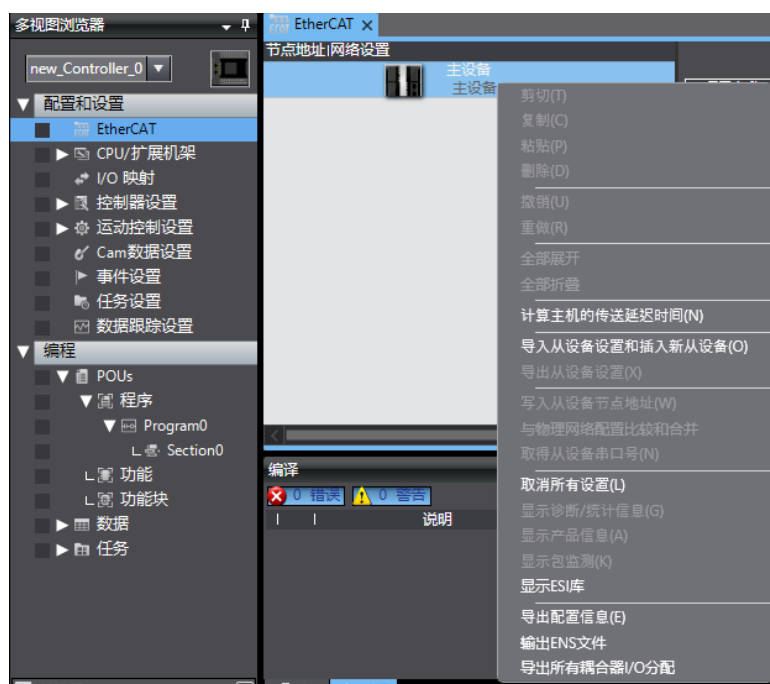 多视图浏览器
new_Controller_0
配置和设置
EtherCAT
CPU/扩展机架
I/O 映射
控制器设置
运动控制设置
Cam数据设置
事件设置
任务设置
数据跟踪设置
编程
POUs
程序
Program0
Section0
功能
功能块
数据
任务
EtherCAT
节点地址|网络设置
主设备
主设备
剪切(T)
复制(C)
粘贴(P)
删除(D)
撤销(U)
重做(R)
全部展开
全部折叠
计算主机的传送延迟时间(N)
导入从设备设置和插入新从设备(O)
导出从设备设置(X)
写入从设备节点地址(W)
与物理网络配置比较和合并
取得从设备串口号(N)
取消所有设置(L)
显示诊断/统计信息(G)
显示产品信息(A)
显示包监测(K)
显示ESI库
导出配置信息(E)
输出ENS文件
导出所有耦合器I/O分配
编译
0 错误 0 警告
说明